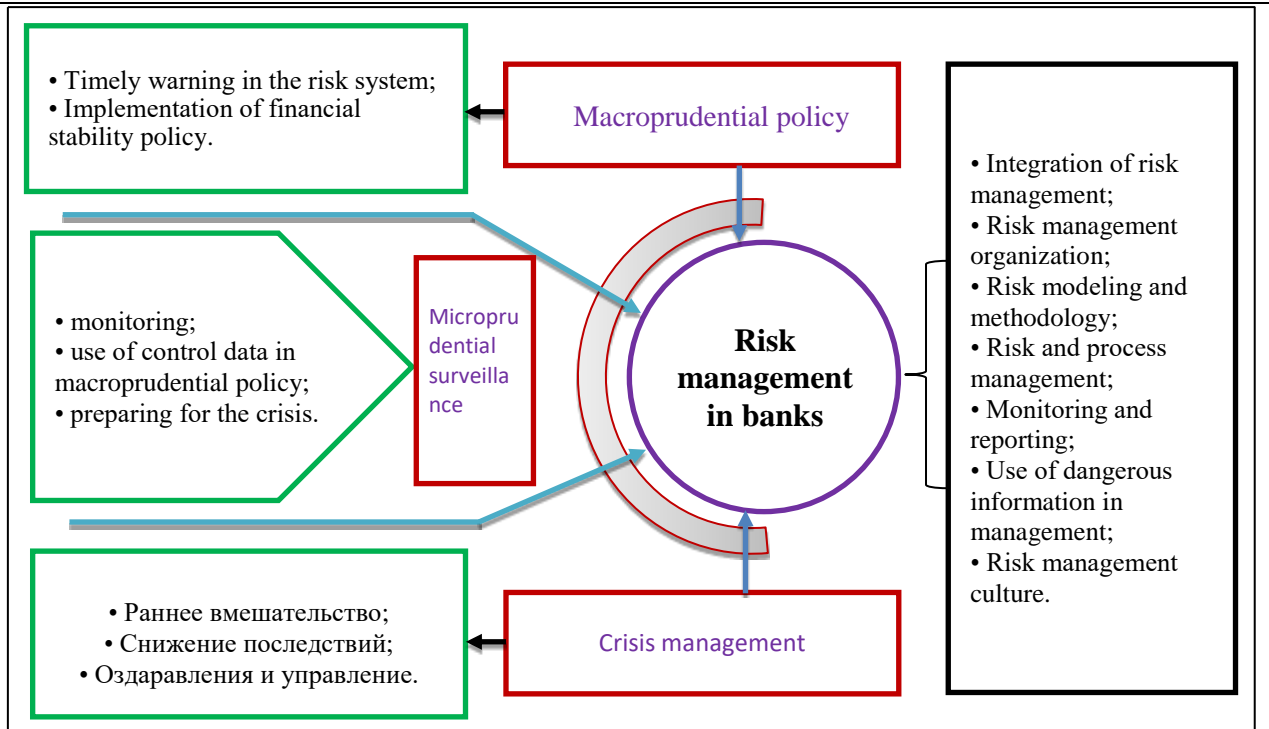 • Timely warning in the risk system;
• Implementation of financial
stability policy.
Macroprudential policy
• monitoring;
• use of control data in
macroprudential policy;
• preparing for the crisis.
Micropru
dential
surveilla
nce
Risk
management
in banks
• Integration of risk
management;
• Risk management
organization;
• Risk modeling and
methodology;
• Risk and process
management;
• Monitoring and
reporting;
• Use of dangerous
information in
management;
• Risk management
culture.
• Раннее вмешательство;
• Снижение последствий;
• Оздаравления и управление.
Crisis management